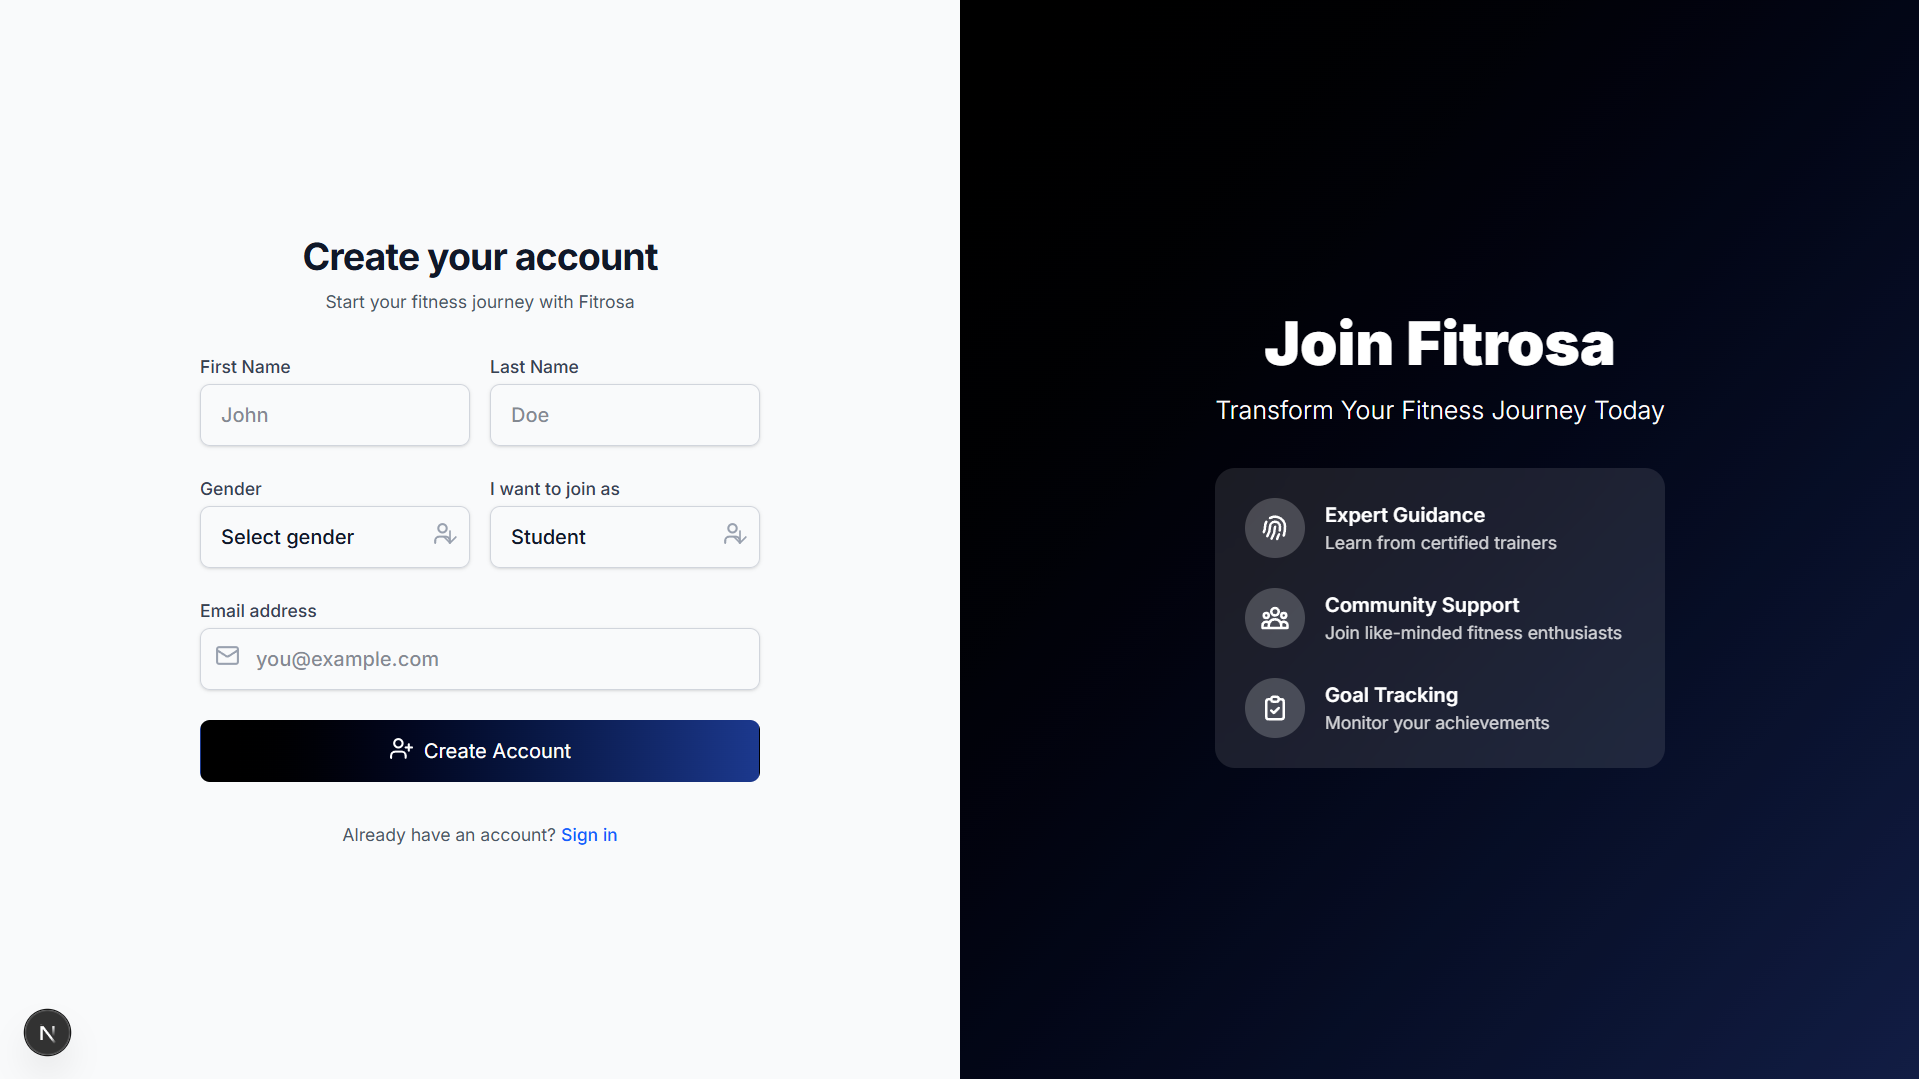 Create your account
Start your fitness journey with Fitrosa
First Name
Last Name
John
Doe
Gender
I want to join as
Select gender
Student
Email address
you@example.com
Create Account
Already have an account? Sign in
N
Join Fitrosa
Transform Your Fitness Journey Today
Expert Guidance
Learn from certified trainers
Community Support
Join like-minded fitness enthusiasts
Goal Tracking
Monitor your achievements